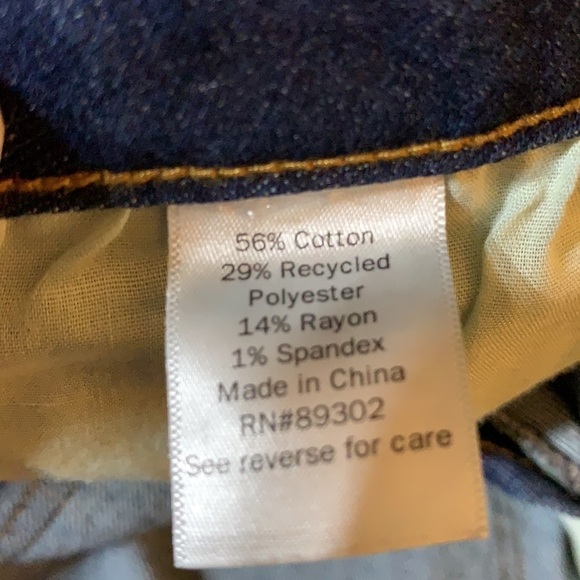 56% Cotton
29% Recycled
Polyester
14% Rayon
1% Spandex
Made in China
RN#89302
See reverse for care